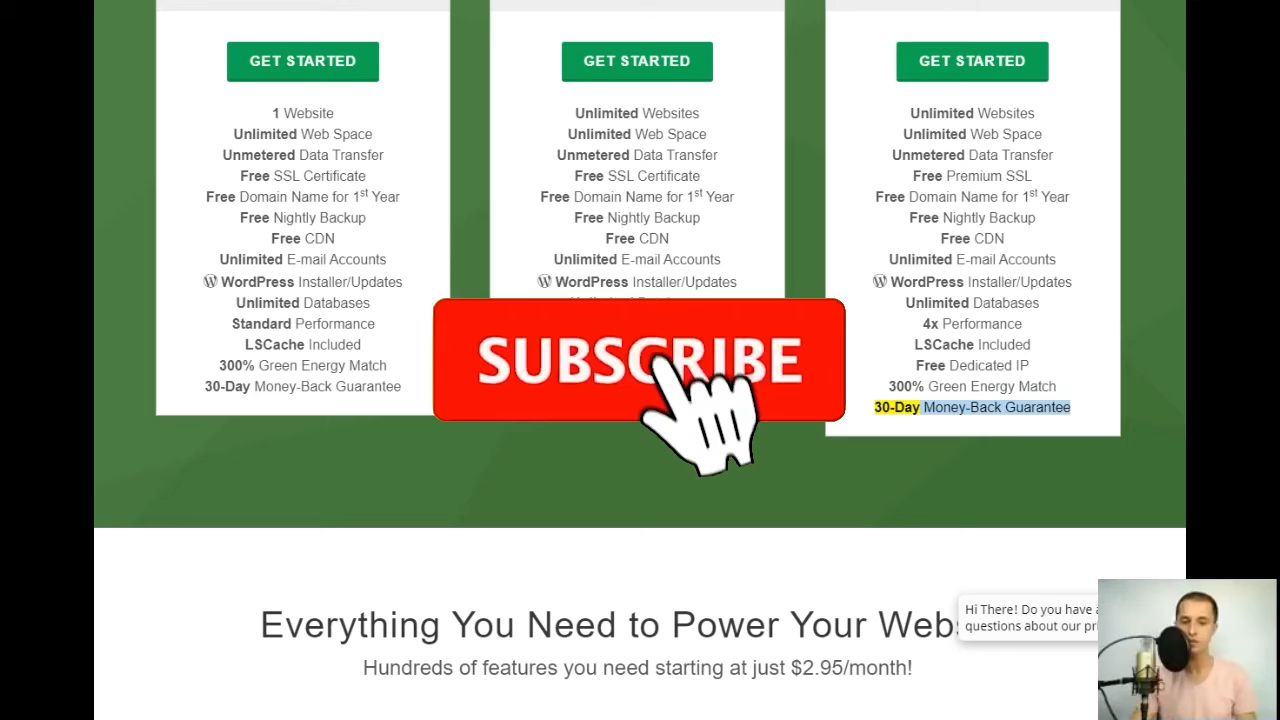 GET STARTED
1 Website
Unlimited Web Space
Unmetered Data Transfer
Free SSL Certificate
Free Domain Name for 1st Year
Free Nightly Backup
Free CDN
Unlimited E-mail Accounts
WordPress Installer/Updates
Unlimited Databases
Standard Performance
LSCache Included
300% Green Energy Match
30-Day Money-Back Guarantee
GET STARTED
Unlimited Websites
Unlimited Web Space
Unmetered Data Transfer
Free SSL Certificate
Free Domain Name for 1st Year
Free Nightly Backup
Free CDN
Unlimited E-mail Accounts
WordPress Installer/Updates
SUBSCRIBE
GET STARTED
Unlimited Websites
Unlimited Web Space
Unmetered Data Transfer
Free Premium SSL
Free Domain Name for 1st Year
Free Nightly Backup
Free CDN
Unlimited E-mail Accounts
WordPress Installer/Updates
Unlimited Databases
4x Performance
LSCache Included
Free Dedicated IP
300% Green Energy Match
30-Day Money-Back Guarantee
Everything You Need to Power Your
Hundreds of features you need starting at just $2.95/month!
Hi There! Do you have
questions about our